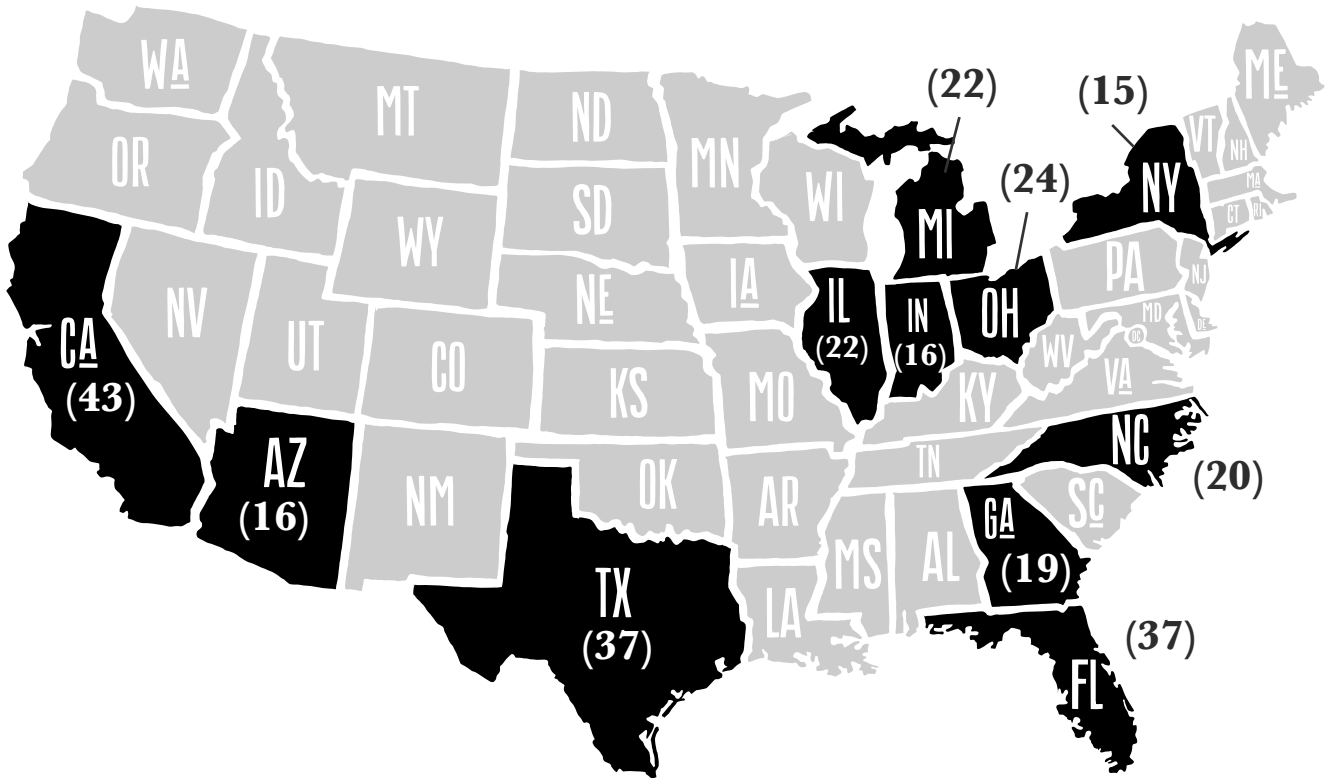 WA
MT
ND
MN
ME
(22)
(15)
VT
NH
OR
ID
SD
WI
(24)
NY
MA
CT
RI
WY
MI
PA
NJ
NV
UT
NE
IA
IL
(22)
IN
(16)
OH
MD
DE
DC
CA
(43)
CO
KS
MO
KY
WV
VA
AZ
(16)
NM
OK
AR
TN
NC
(20)
SC
GA
(19)
TX
(37)
LA
MS
AL
FL
(37)